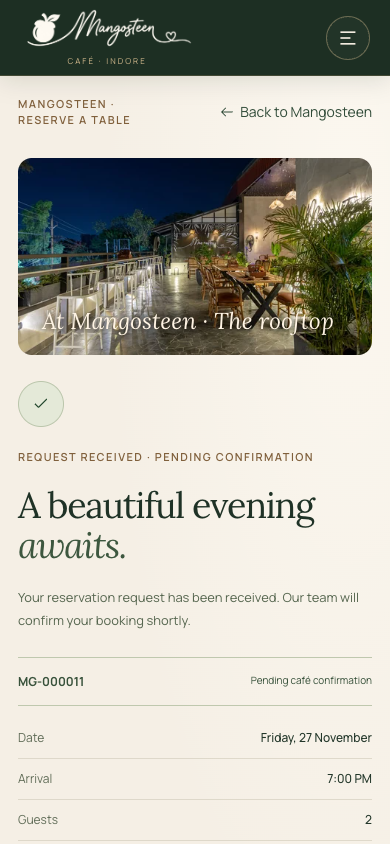 Mangosteen
CAFÉ · INDORE
MANGOSTEEN ·
RESERVE A TABLE
← Back to Mangosteen
At Mangosteen · The rooftop
REQUEST RECEIVED · PENDING CONFIRMATION
A beautiful evening
awaits.
Your reservation request has been received. Our team will
confirm your booking shortly.
MG-000011 Pending café confirmation
Date Friday, 27 November
Arrival 7:00 PM
Guests 2